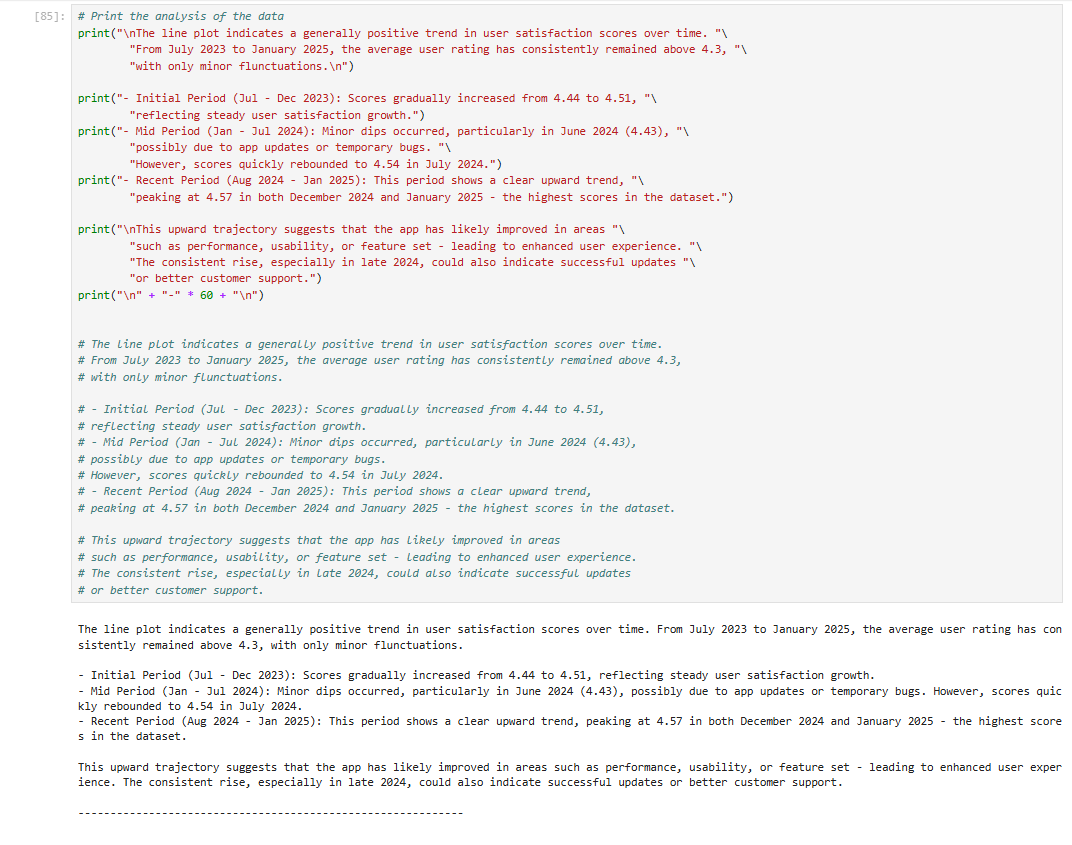 [85]: # Print the analysis of the data
print("\nThe line plot indicates a generally positive trend in user satisfaction scores over time. "\
"From July 2023 to January 2025, the average user rating has consistently remained above 4.3, "\
"with only minor flunctuations.\n")
print("- Initial Period (Jul - Dec 2023): Scores gradually increased from 4.44 to 4.51, "\
"reflecting steady user satisfaction growth.")
print("- Mid Period (Jan - Jul 2024): Minor dips occurred, particularly in June 2024 (4.43), "\
"possibly due to app updates or temporary bugs. "\
"However, scores quickly rebounded to 4.54 in July 2024.")
print("- Recent Period (Aug 2024 - Jan 2025): This period shows a clear upward trend, "\
"peaking at 4.57 in both December 2024 and January 2025 - the highest scores in the dataset.")
print("\nThis upward trajectory suggests that the app has likely improved in areas "\
"such as performance, usability, or feature set - leading to enhanced user experience. "\
"The consistent rise, especially in late 2024, could also indicate successful updates "\
"or better customer support.")
print("\n" + "-" * 60 + "\n")
# The line plot indicates a generally positive trend in user satisfaction scores over time.
# From July 2023 to January 2025, the average user rating has consistently remained above 4.3,
# with only minor flunctuations.
# - Initial Period (Jul - Dec 2023): Scores gradually increased from 4.44 to 4.51,
# reflecting steady user satisfaction growth.
# - Mid Period (Jan - Jul 2024): Minor dips occurred, particularly in June 2024 (4.43),
# possibly due to app updates or temporary bugs.
# However, scores quickly rebounded to 4.54 in July 2024.
# - Recent Period (Aug 2024 - Jan 2025): This period shows a clear upward trend,
# peaking at 4.57 in both December 2024 and January 2025 - the highest scores in the dataset.
# This upward trajectory suggests that the app has likely improved in areas
# such as performance, usability, or feature set - leading to enhanced user experience.
# The consistent rise, especially in late 2024, could also indicate successful updates
# or better customer support.
The line plot indicates a generally positive trend in user satisfaction scores over time. From July 2023 to January 2025, the average user rating has con
sistently remained above 4.3, with only minor flunctuations.
- Initial Period (Jul - Dec 2023): Scores gradually increased from 4.44 to 4.51, reflecting steady user satisfaction growth.
- Mid Period (Jan - Jul 2024): Minor dips occurred, particularly in June 2024 (4.43), possibly due to app updates or temporary bugs. However, scores quic
kly rebounded to 4.54 in July 2024.
- Recent Period (Aug 2024 - Jan 2025): This period shows a clear upward trend, peaking at 4.57 in both December 2024 and January 2025 - the highest score
s in the dataset.
This upward trajectory suggests that the app has likely improved in areas such as performance, usability, or feature set - leading to enhanced user exper
ience. The consistent rise, especially in late 2024, could also indicate successful updates or better customer support.
------------------------------------------------------------